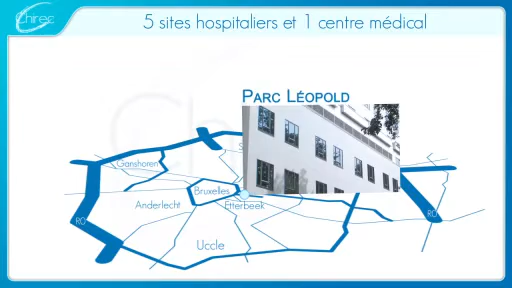 Chirec
5 sites hospitaliers et 1 centre médical
PARC LÉOPOLD
Ganshoren
Bruxelles
Anderlecht
Etterbeek
RO
RO
Uccle